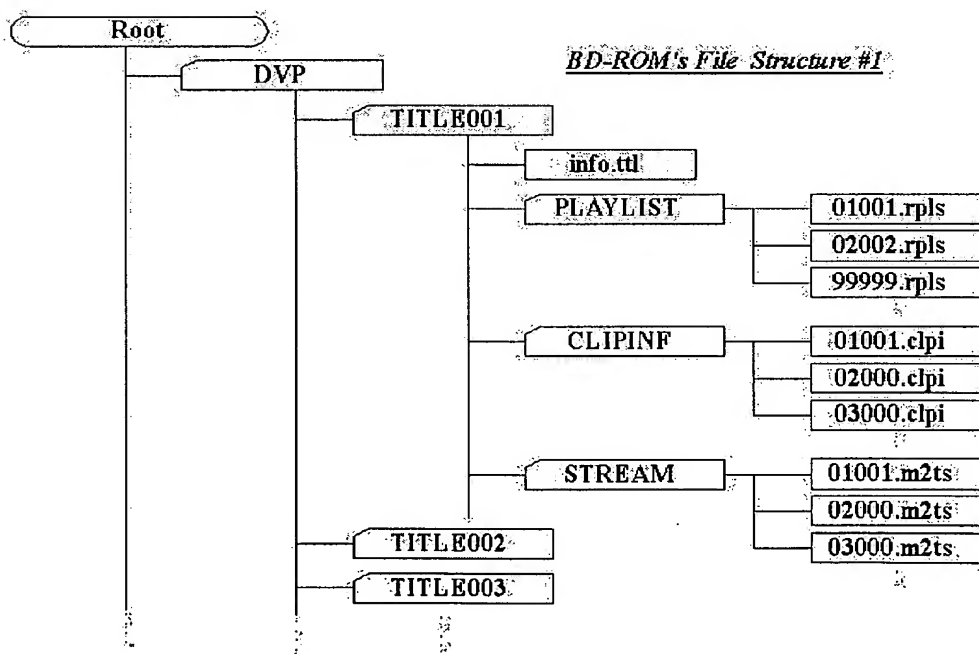 Root
BD-ROM's File Structure #1
DVP
TITLE001
info.ttl
PLAYLIST
01001.rpls
02002.rpls
99999.rpls
CLIPINF
01001.clpi
02000.clpi
03000.clpi
STREAM
01001.m2ts
02000.m2ts
03000.m2ts
TITLE002
TITLE003